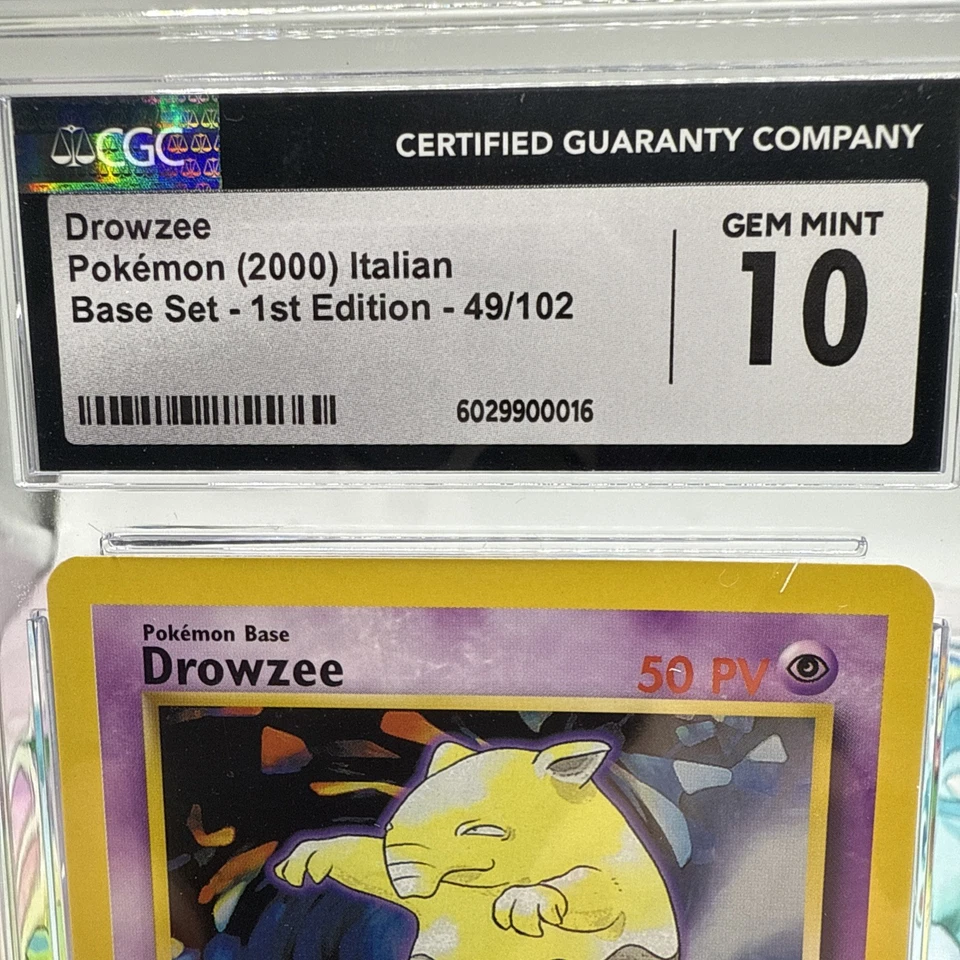 CGC
CERTIFIED GUARANTY COMPANY
Drowzee
Pokémon (2000) Italian
Base Set - 1st Edition - 49/102
GEM MINT
10
6029900016
Pokémon Base
Drowzee
50 PV